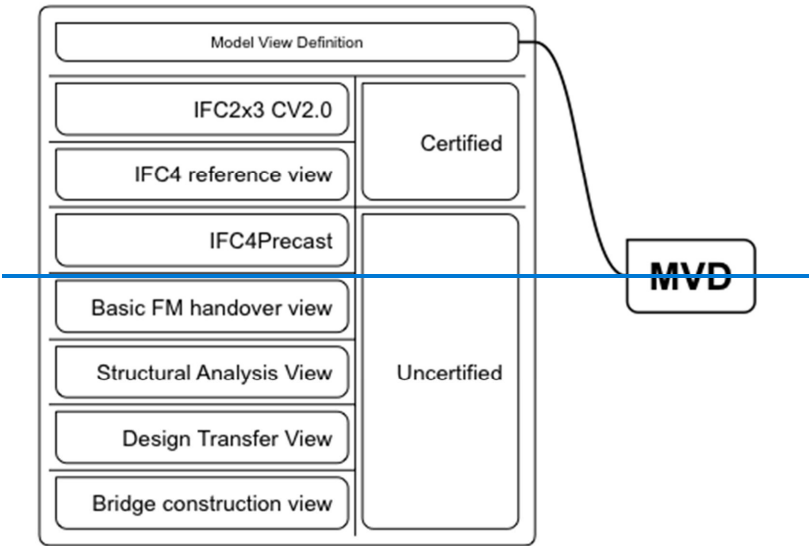 Model View Definition
IFC2x3 CV2.0
Certified
IFC4 reference view
IFC4Precast
MVD
Basic FM handover view
Structural Analysis View
Uncertified
Design Transfer View
Bridge construction view